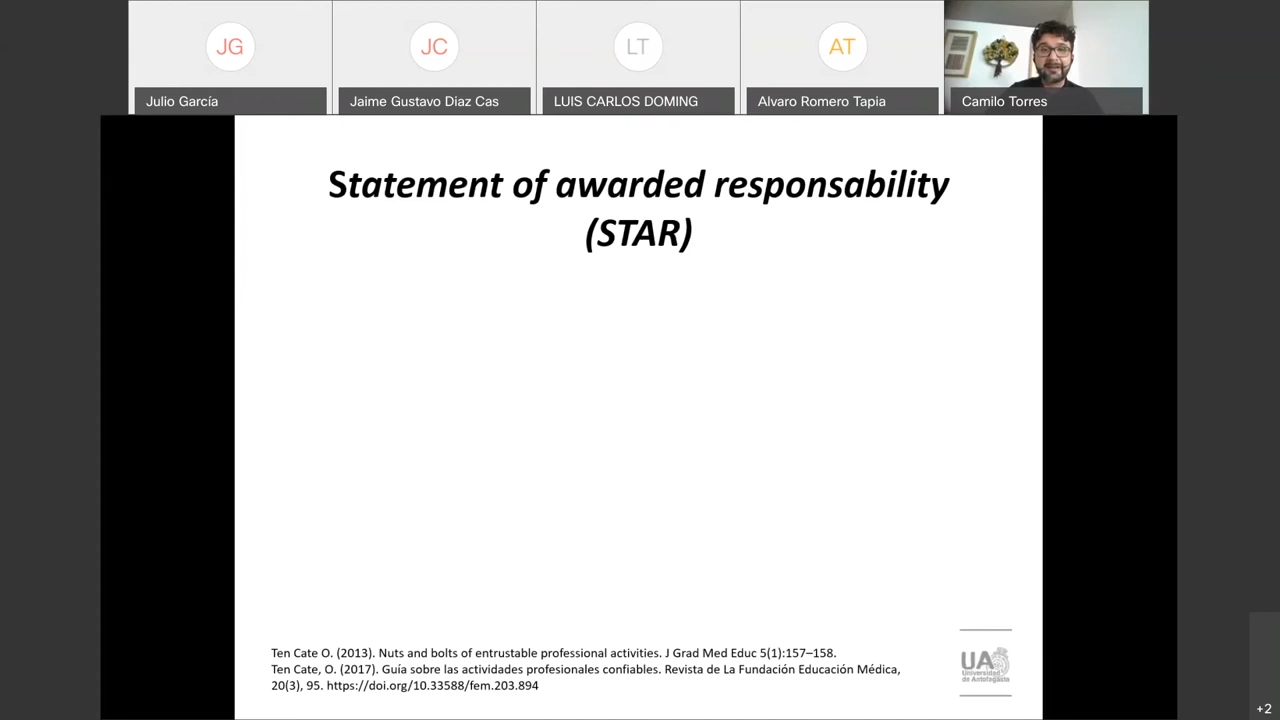 JG
JC
LT
AT
Julio García
Jaime Gustavo Diaz Cas
LUIS CARLOS DOMING
Alvaro Romero Tapia
Camilo Torres
Statement of awarded responsability
(STAR)
Ten Cate O. (2013). Nuts and bolts of entrustable professional activities. J Grad Med Educ 5(1):157–158.
Ten Cate, O. (2017). Guía sobre las actividades profesionales confiables. Revista de La Fundación Educación Médica,
20(3), 95. https://doi.org/10.33588/fem.203.894
UA
Universidad
de Antofagasta
+2